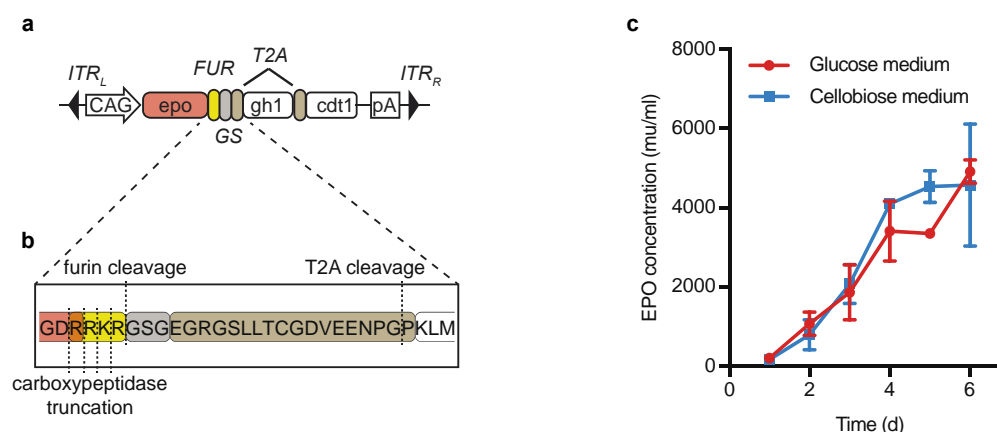 a
T2A
ITRL FUR ITRR
CAG epo gh1 cdt1 pA
GS
b
furin cleavage T2A cleavage
GDRRKRGSGEGRGSLLTCGDVEENPGPKLM
carboxypeptidase
truncation
c
8000
6000
4000
2000
0
EPO concentration (mu/ml)
Glucose medium
Cellobiose medium
0 2 4 6
Time (d)